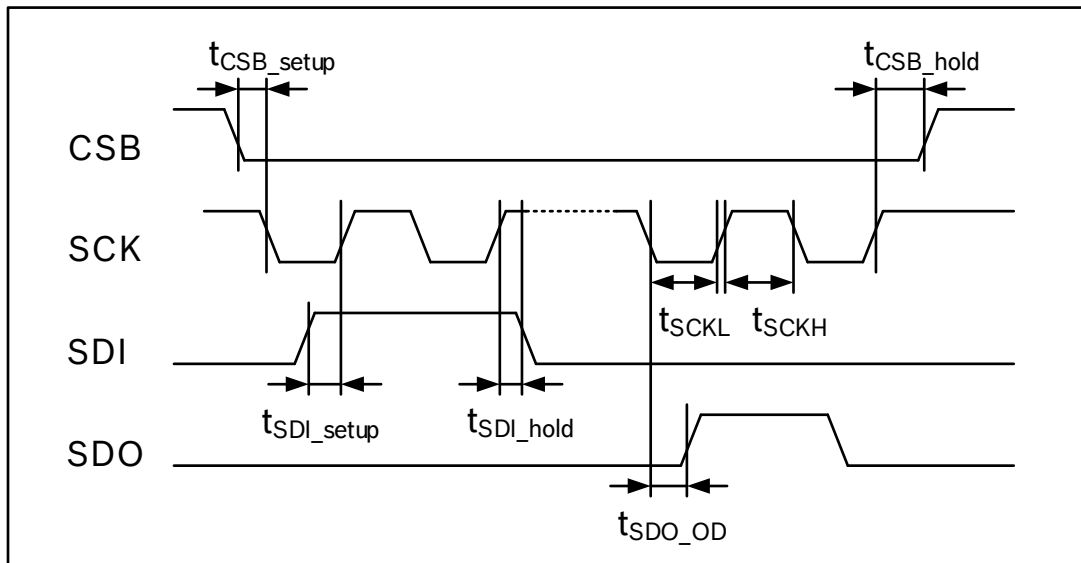 tCSB_setup
tCSB_hold
CSB
SCK
tSCKL
tSCKH
SDI
tSDI_setup
tSDI_hold
SDO
tSDO_OD